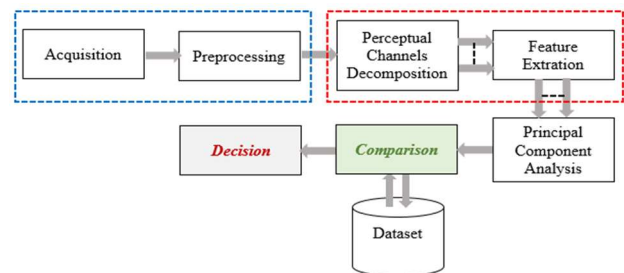 Acquisition
Preprocessing
Perceptual
Channels
Decomposition
Feature
Extration
Principal
Component
Analysis
Comparison
Decision
Dataset